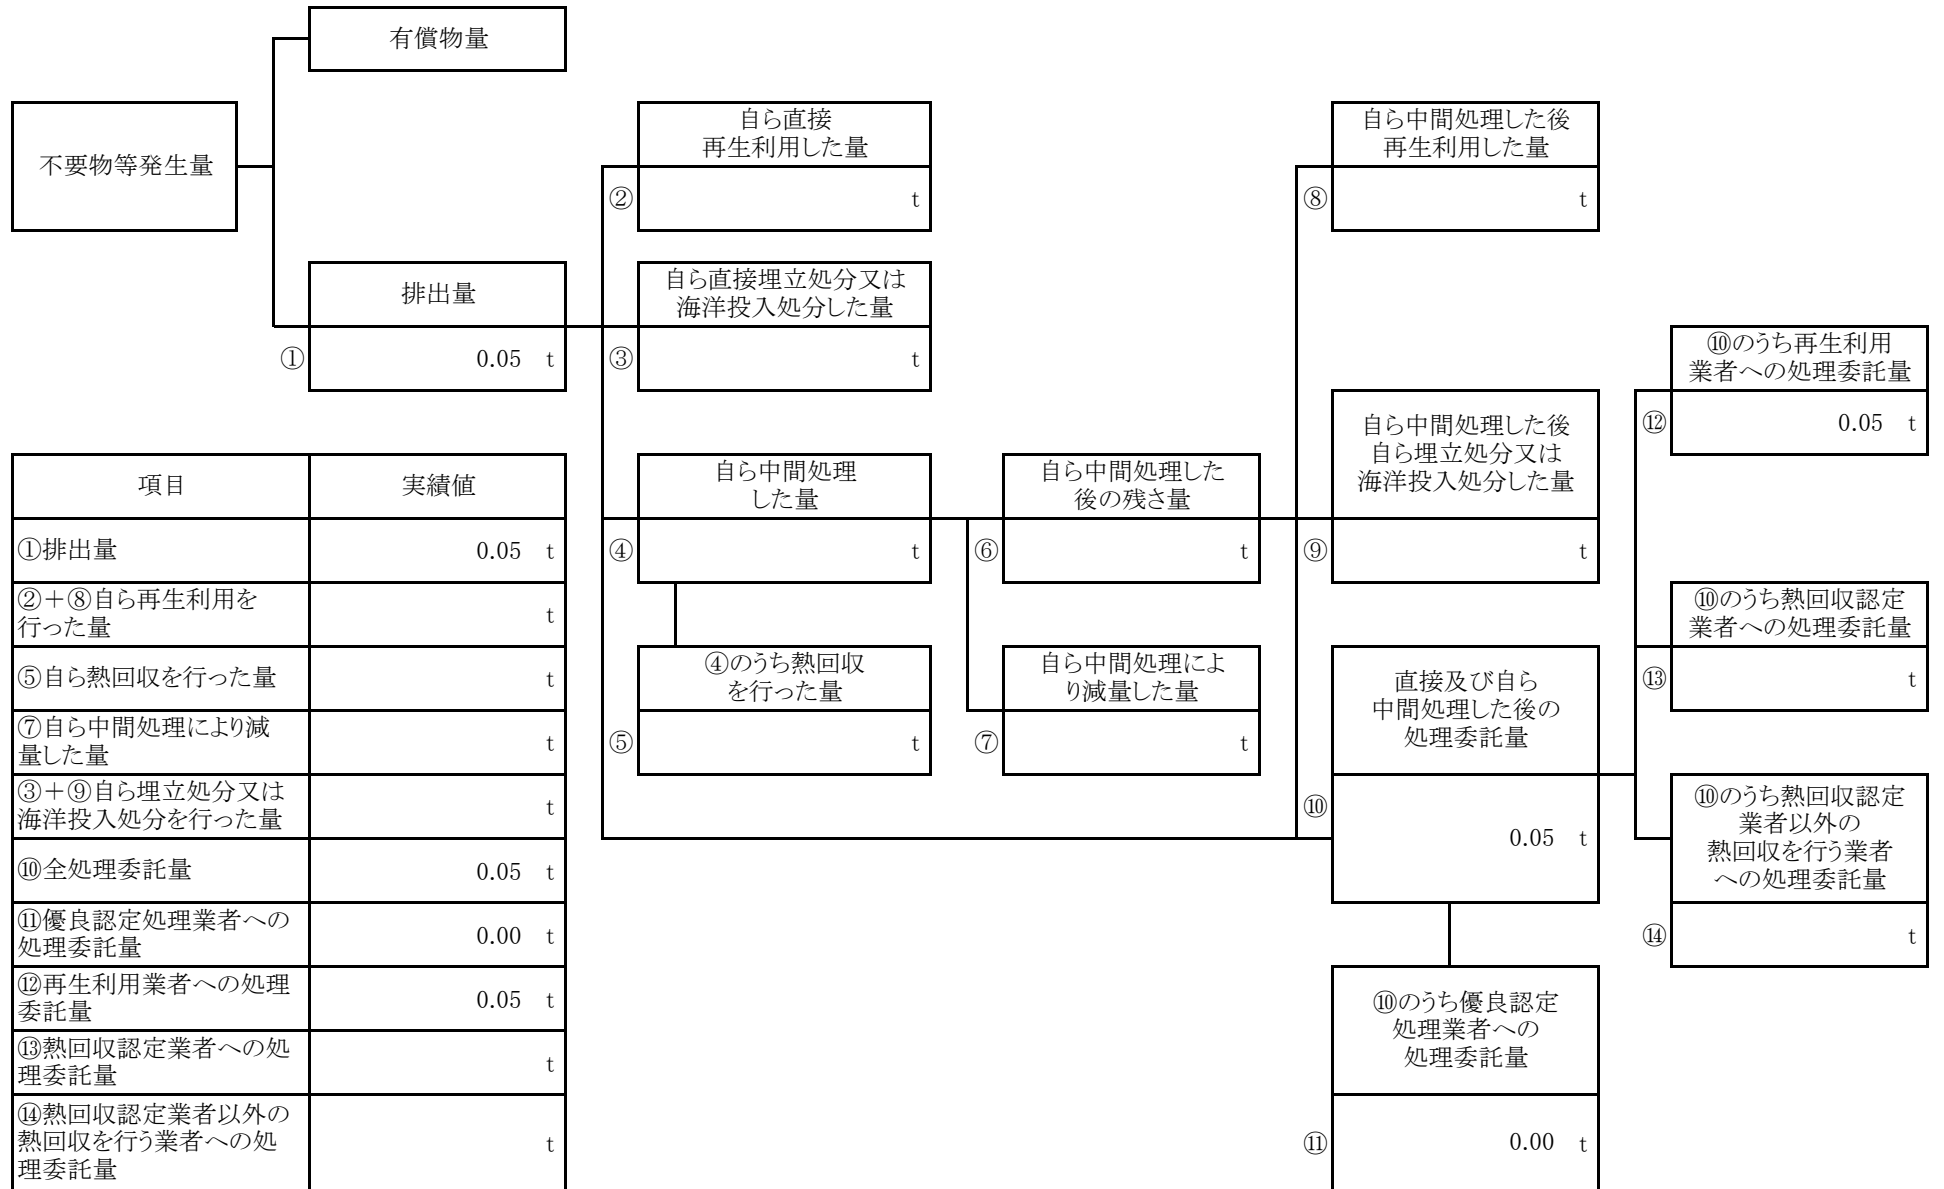 有償物量
不要物等発生量
排出量
① 0.05 t
自ら直接
再生利用した量
② t
自ら直接埋立処分又は
海洋投入処分した量
③ t
自ら中間処理
した量
④ t
④のうち熱回収
を行った量
⑤ t
自ら中間処理した
後の残さ量
⑥ t
自ら中間処理によ
り減量した量
⑦ t
自ら中間処理した後
再生利用した量
⑧ t
自ら中間処理した後
自ら埋立処分又は
海洋投入処分した量
⑨ t
直接及び自ら
中間処理した後の
処理委託量
⑩ 0.05 t
⑩のうち優良認定
処理業者への
処理委託量
⑪ 0.00 t
⑩のうち再生利用
業者への処理委託量
⑫ 0.05 t
⑩のうち熱回収認定
業者への処理委託量
⑬ t
⑩のうち熱回収認定
業者以外の
熱回収を行う業者
への処理委託量
⑭ t
項目 実績値
①排出量 0.05 t
②＋⑧自ら再生利用を
行った量 t
⑤自ら熱回収を行った量 t
⑦自ら中間処理により減
量した量 t
③＋⑨自ら埋立処分又は
海洋投入処分を行った量 t
⑩全処理委託量 0.05 t
⑪優良認定処理業者への
処理委託量 0.00 t
⑫再生利用業者への処理
委託量 0.05 t
⑬熱回収認定業者への処
理委託量 t
⑭熱回収認定業者以外の
熱回収を行う業者への処
理委託量 t